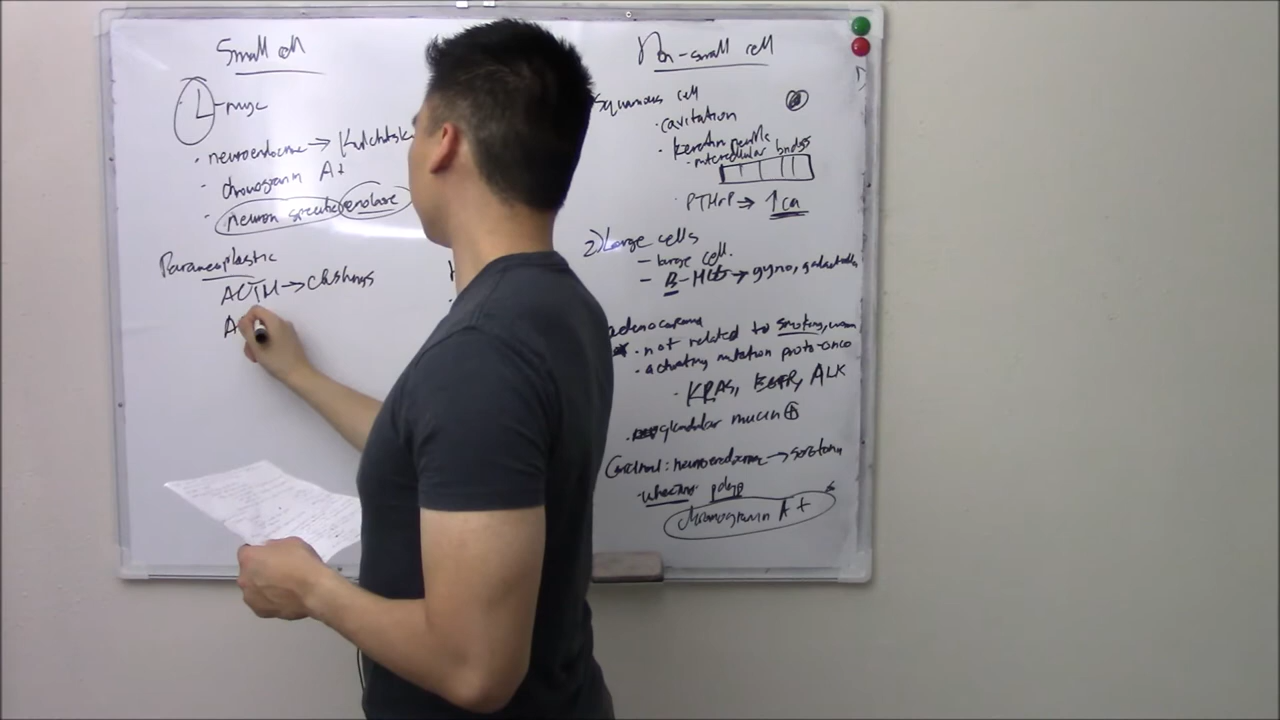 Small cell
L-myc
· neuroendocrine → Kulchitsk
· chromogranin A+
· neuron specific enolase
Paraneoplastic
ACTH → cushings
A
Non-small cell
Squamous cell
· cavitation
· keratin pearls
· intercellular bridges
· PTHrP → ↑ca
2) Large cells
- large cell.
- B-HCG → gyno, galactorrhea
adenocarcinoma
· not related to smoking, women
· activating mutation proto-onco
· KRAS, EGFR, ALK
glandular mucin +
Carcinoid: neuroendocrine → serotonin
· wheezing polyp
chromogranin A+